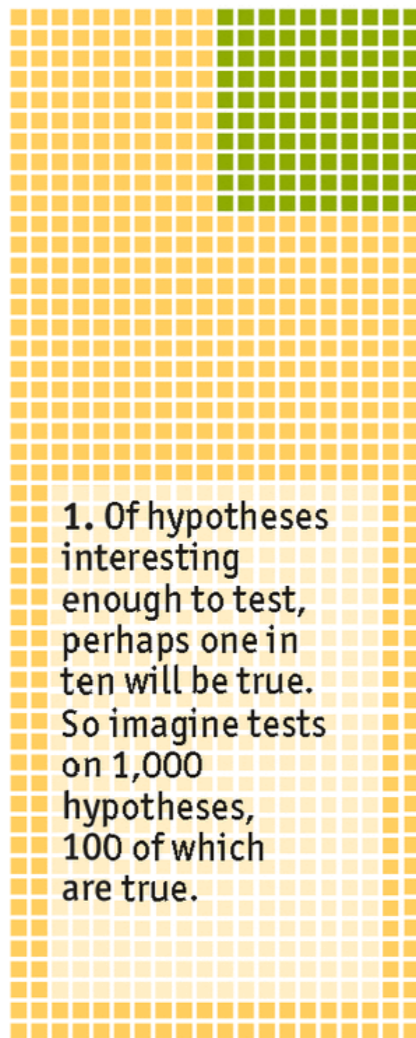 1. Of hypotheses
interesting
enough to test,
perhaps one in
ten will be true.
So imagine tests
on 1,000
hypotheses,
100 of which
are true.